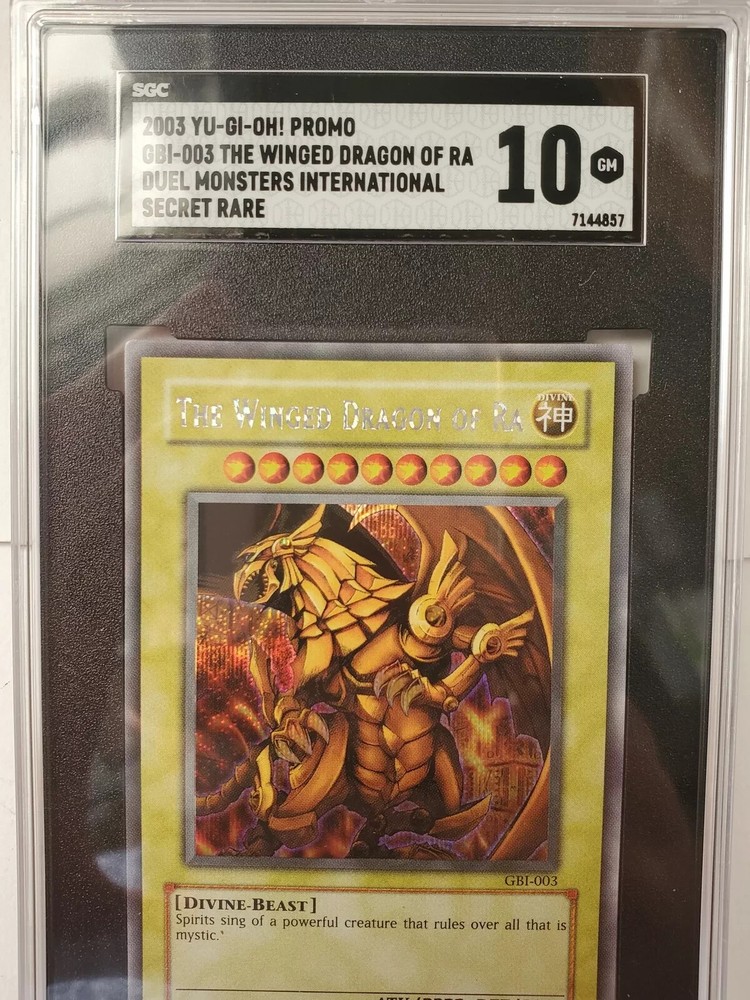 SGC
2003 YU-GI-OH! PROMO
GBI-003 THE WINGED DRAGON OF RA
DUEL MONSTERS INTERNATIONAL
SECRET RARE
10 GM
7144857
THE WINGED DRAGON OF RA
DIVINE
神
GBI-003
[DIVINE-BEAST]
Spirits sing of a powerful creature that rules over all that is
mystic.*